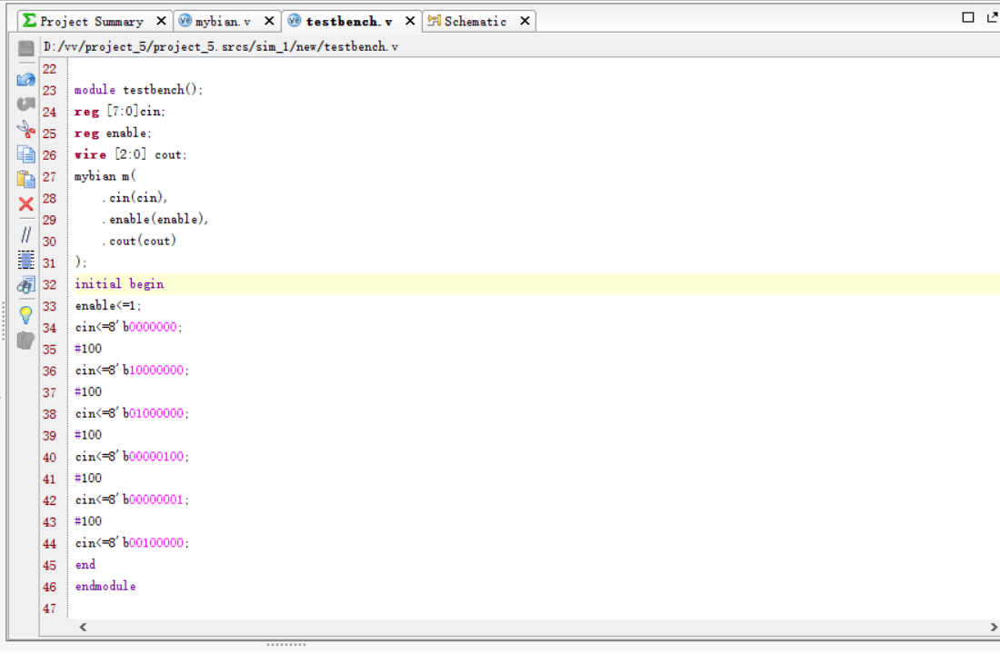 Project Summary × mybian.v × testbench.v × Schematic ×
D:/vv/project_5/project_5.srcs/sim_1/new/testbench.v
22
23 module testbench();
24 reg [7:0]cin;
25 reg enable;
26 wire [2:0] cout;
27 mybian m(
28 .cin(cin),
29 .enable(enable),
30 .cout(cout)
31 );
32 initial begin
33 enable<=1;
34 cin<=8'b0000000;
35 #100
36 cin<=8'b10000000;
37 #100
38 cin<=8'b01000000;
39 #100
40 cin<=8'b00000100;
41 #100
42 cin<=8'b00000001;
43 #100
44 cin<=8'b00100000;
45 end
46 endmodule
47